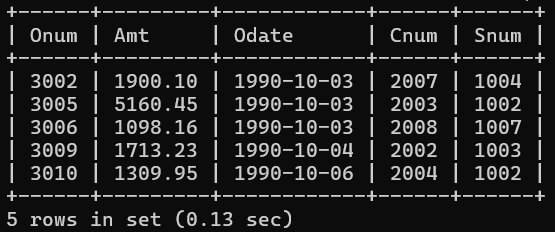 +------+---------+------------+------+------+
| Onum | Amt     | Odate      | Cnum | Snum |
+------+---------+------------+------+------+
| 3002 | 1900.10 | 1990-10-03 | 2007 | 1004 |
| 3005 | 5160.45 | 1990-10-03 | 2003 | 1002 |
| 3006 | 1098.16 | 1990-10-03 | 2008 | 1007 |
| 3009 | 1713.23 | 1990-10-04 | 2002 | 1003 |
| 3010 | 1309.95 | 1990-10-06 | 2004 | 1002 |
+------+---------+------------+------+------+
5 rows in set (0.13 sec)